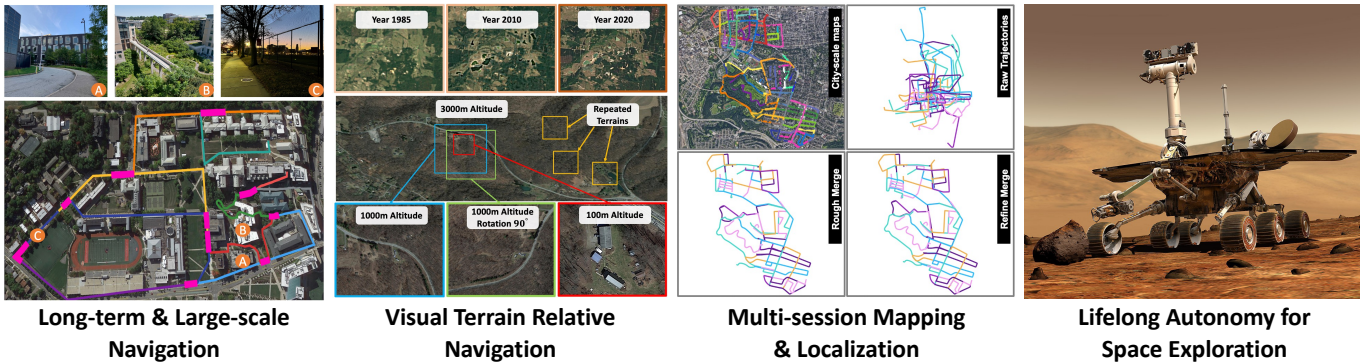 A
B
C
C
B
A
Long-term & Large-scale
Navigation
Year 1985
Year 2010
Year 2020
3000m Altitude
Repeated
Terrains
1000m Altitude
1000m Altitude
Rotation 90°
100m Altitude
Visual Terrain Relative
Navigation
City-scale maps
Raw Trajectories
Rough Merge
Refine Merge
Multi-session Mapping
& Localization
Lifelong Autonomy for
Space Exploration